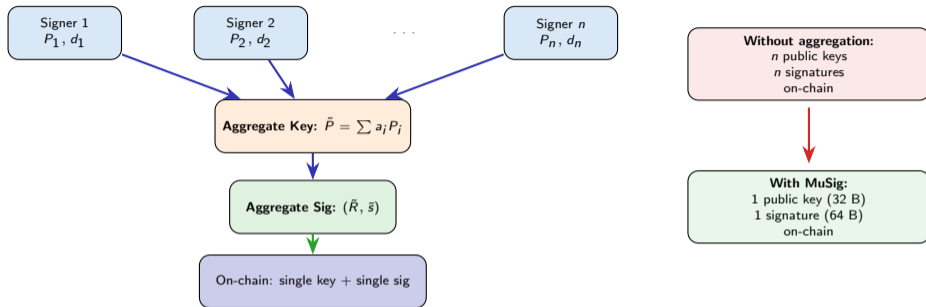 Signer 1
P₁, d₁
Signer 2
P₂, d₂
. . .
Signer n
Pₙ, dₙ
Aggregate Key: P̃ = ∑ aᵢPᵢ
Aggregate Sig: (R̃, s̃)
On-chain: single key + single sig
Without aggregation:
n public keys
n signatures
on-chain
With MuSig:
1 public key (32 B)
1 signature (64 B)
on-chain